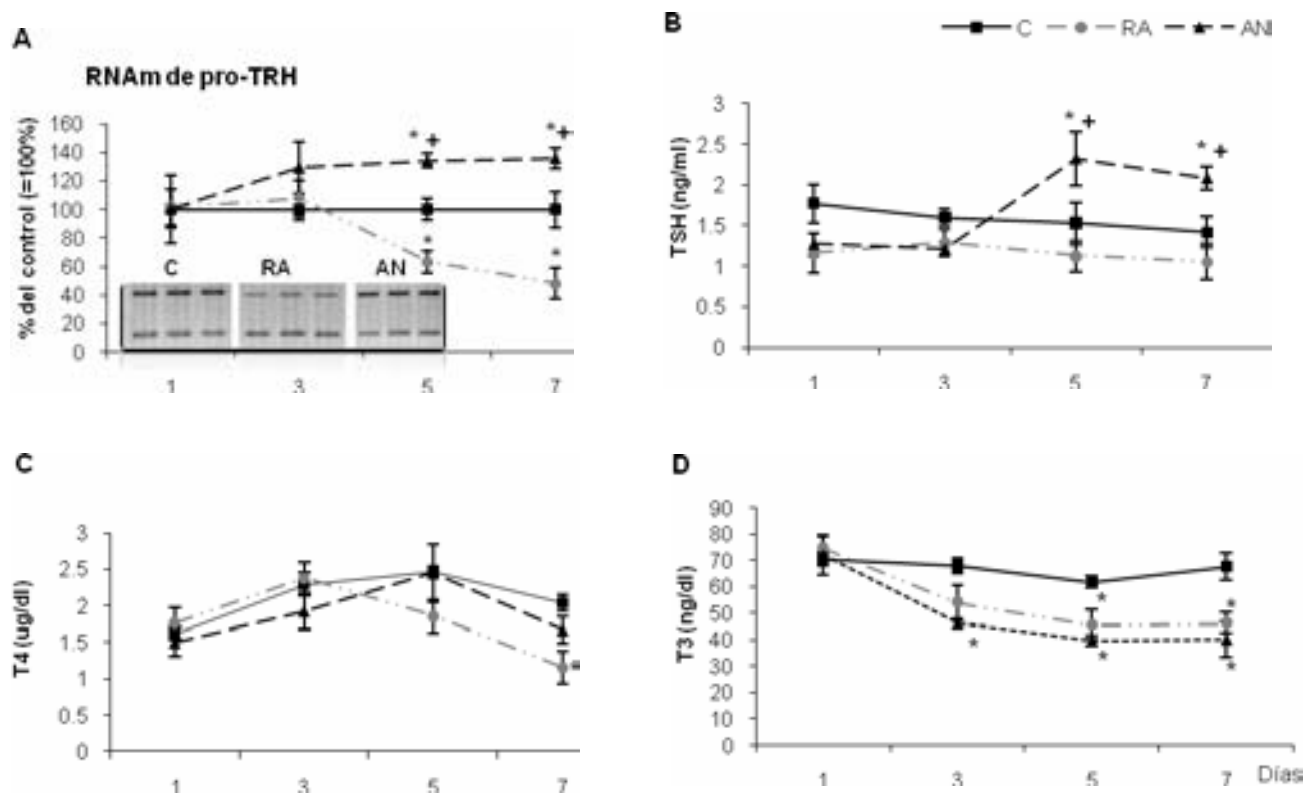 A
RNAm de pro-TRH
% del control (=100%)
160
140
120
100
80
60
40
20
0
* +
* +
*
*
C RA AN
1 3 5 7
B
C RA AN
TSH (ng/ml)
3
2.5
2
1.5
1
0.5
0
* +
* +
1 3 5 7
C
T4 (ug/dl)
3
2.5
2
1.5
1
0.5
0
1 3 5 7
D
T3 (ng/dl)
90
80
70
60
50
40
30
20
10
0
* *
* * *
1 3 5 7 Días